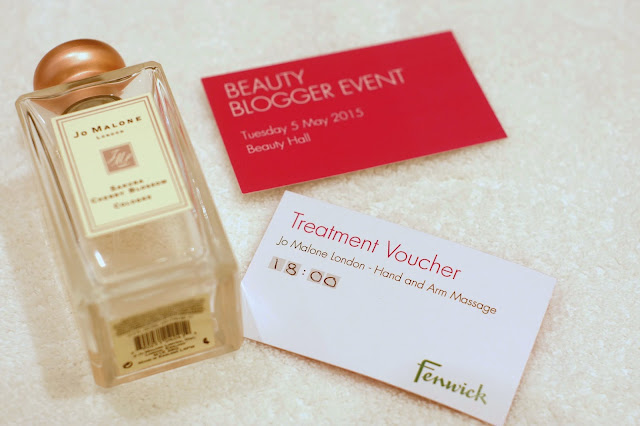 JO MALONE
LONDON
JM
SAKURA
CHERRY BLOSSOM
COLOGNE
BEAUTY
BLOGGER EVENT
Tuesday 5 May 2015
Beauty Hall
Treatment Voucher
Jo Malone London - Hand and Arm Massage
18:00
Fenwick